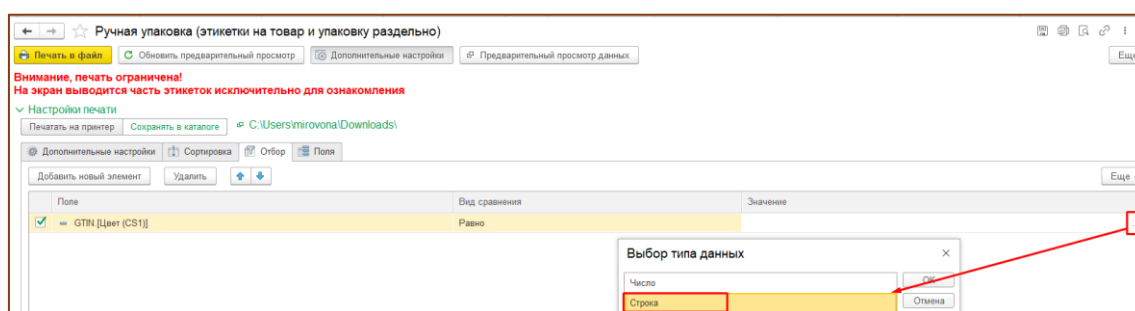 Ручная упаковка (этикетки на товар и упаковку раздельно)
Печать в файл Обновить предварительный просмотр Дополнительные настройки Предварительный просмотр данных Ещё
Внимание, печать ограничена!
На экран выводится часть этикеток исключительно для ознакомления
Настройки печати
Печатать на принтер Сохранять в каталоге C:\Users\mirovona\Downloads\
Дополнительные настройки Сортировка Отбор Поля
Добавить новый элемент Удалить Еще
Поле Вид сравнения Значение
GTIN.[Цвет (CS1)] Равно
Выбор типа данных
Число ОК
Строка Отмена